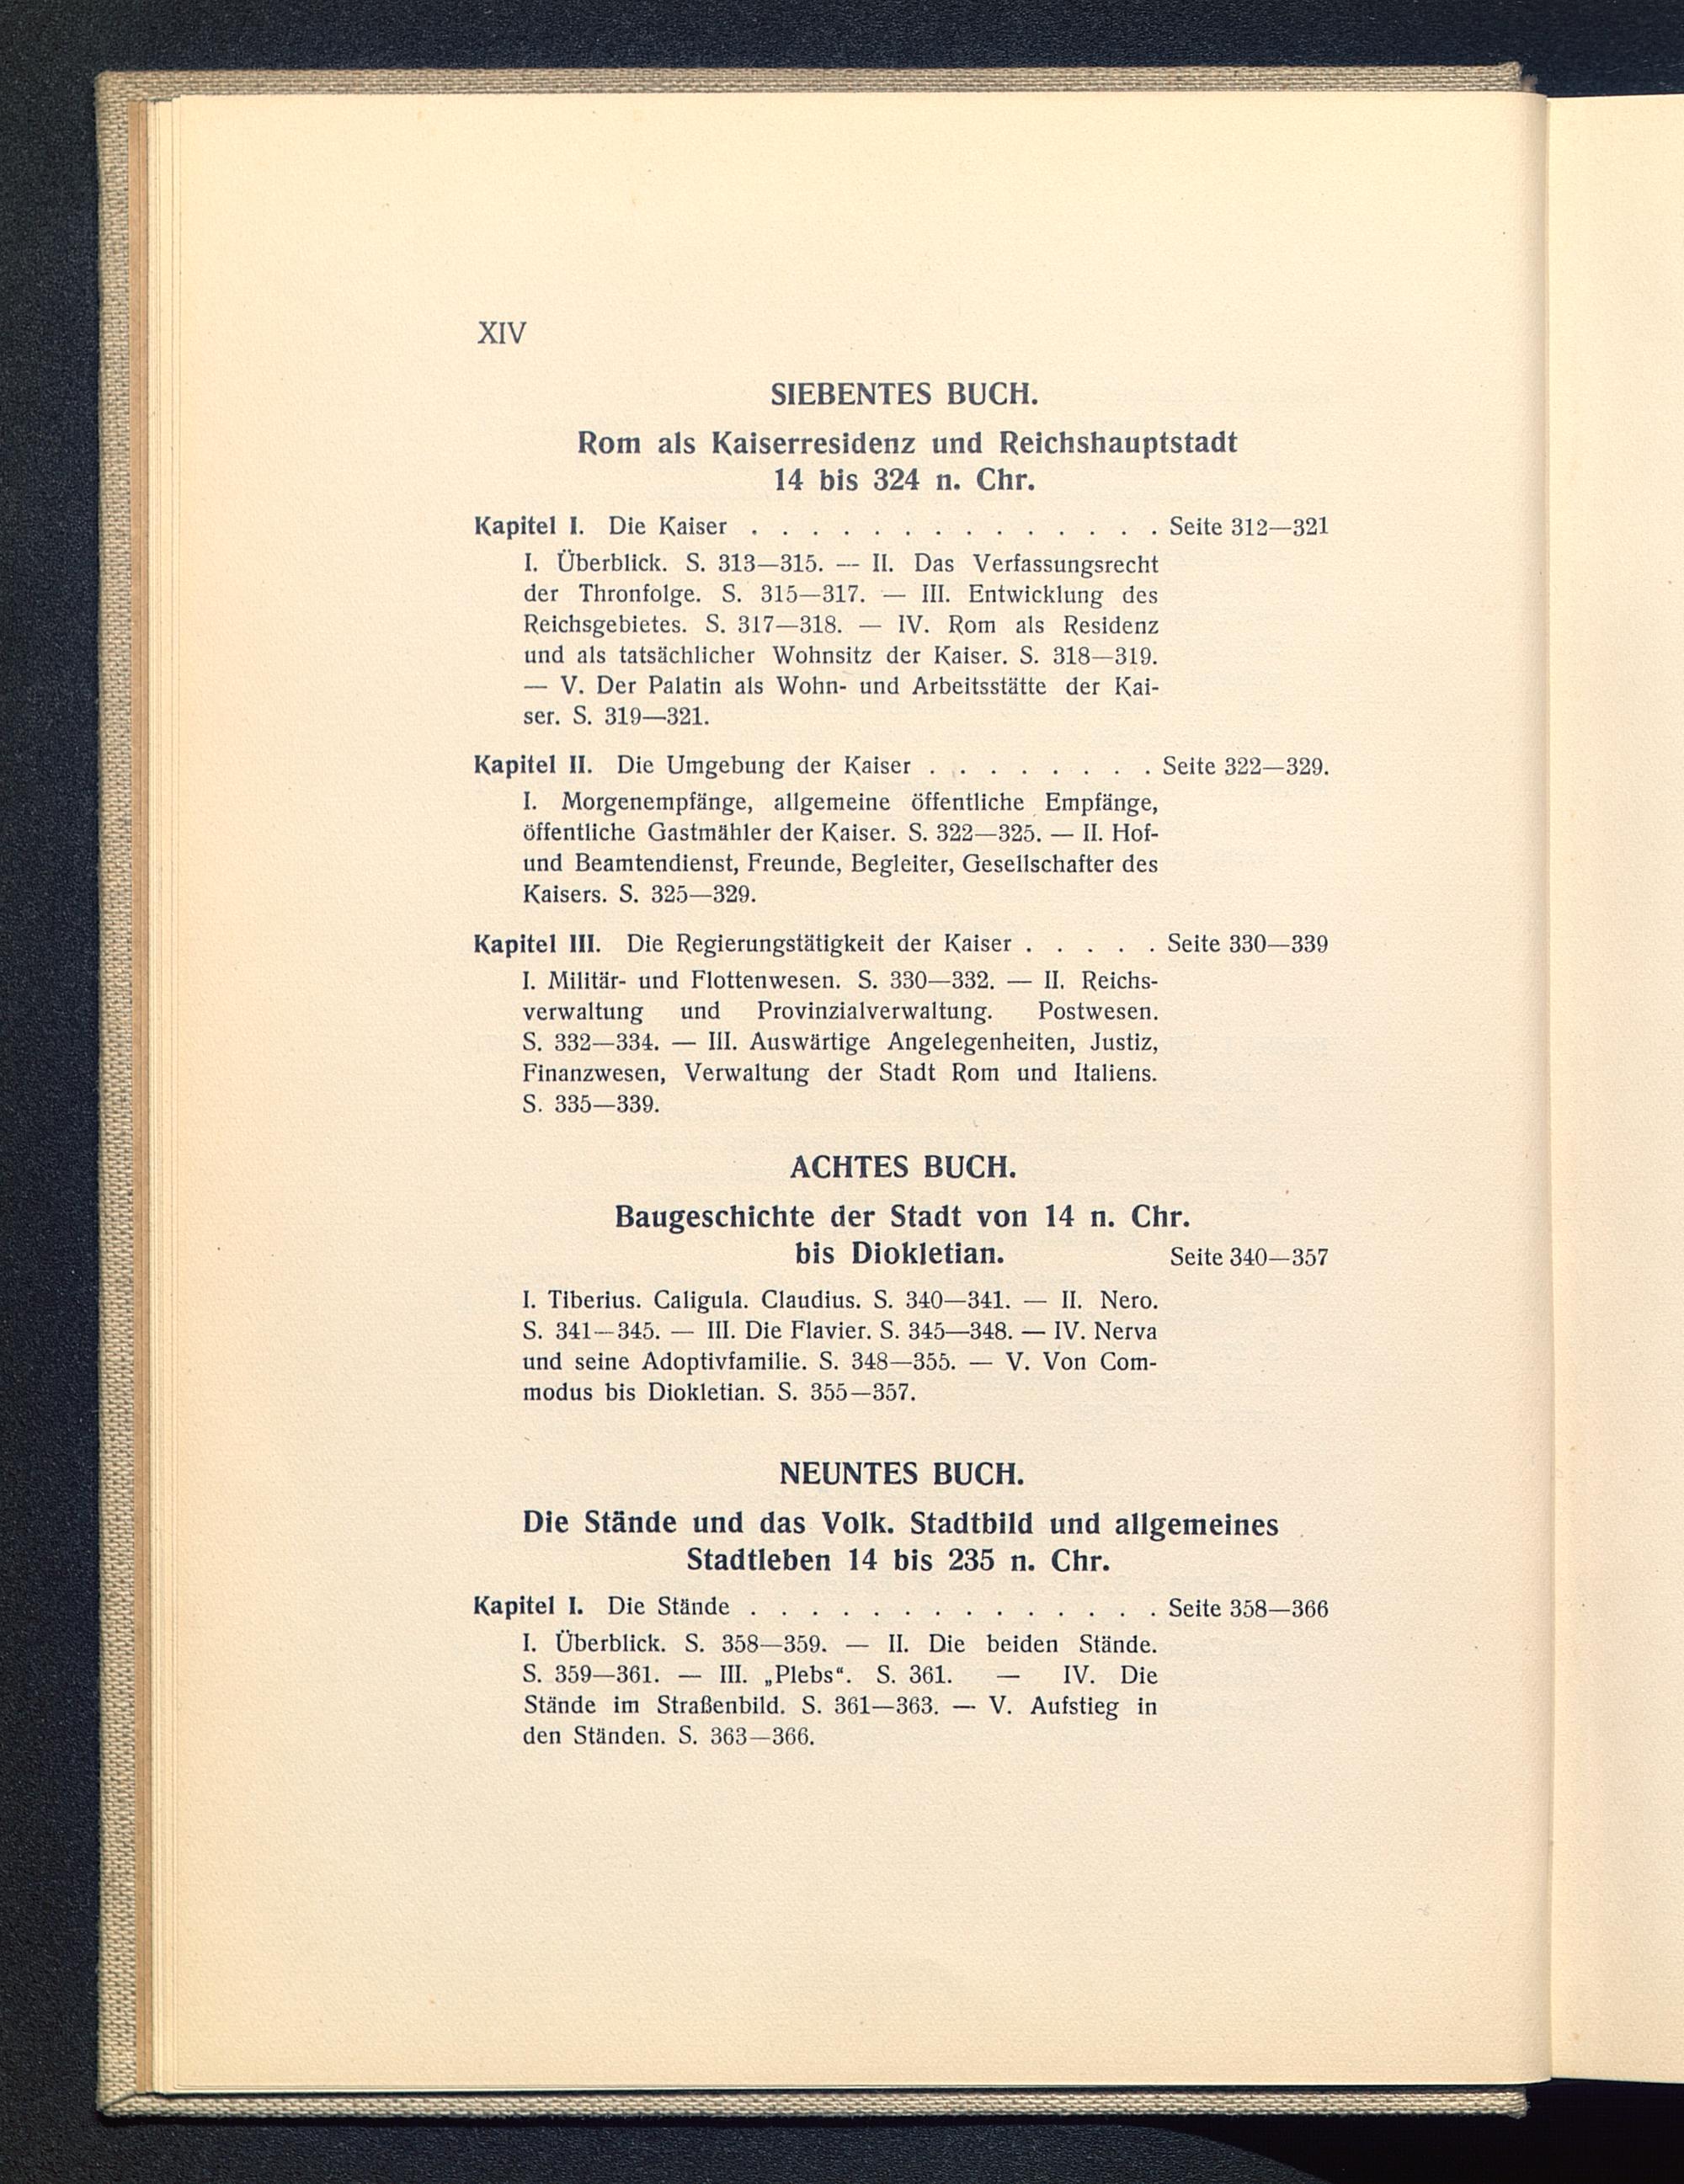 XIV
SIEBENTES BUCH.
Rom als Kaiserresidenz und Reichshauptstadt
14 bis 324 n. Chr.
Kapitel I. Die Kaiser . . . . . . . . . . . . . . Seite 312—321
I. Überblick. S. 313—315. — II. Das Verfassungsrecht
der Thronfolge. S. 315—317. — III. Entwicklung des
Reichsgebietes. S. 317—318. — IV. Rom als Residenz
und als tatsächlicher Wohnsitz der Kaiser. S. 318—319.
— V. Der Palatin als Wohn- und Arbeitsstätte der Kai-
ser. S. 319—321.
Kapitel II. Die Umgebung der Kaiser . . . . . . . . Seite 322—329.
I. Morgenempfänge, allgemeine öffentliche Empfänge,
öffentliche Gastmähler der Kaiser. S. 322—325. — II. Hof-
und Beamtendienst, Freunde, Begleiter, Gesellschafter des
Kaisers. S. 325—329.
Kapitel III. Die Regierungstätigkeit der Kaiser . . . . . Seite 330—339
I. Militär- und Flottenwesen. S. 330—332. — II. Reichs-
verwaltung und Provinzialverwaltung. Postwesen.
S. 332—334. — III. Auswärtige Angelegenheiten, Justiz,
Finanzwesen, Verwaltung der Stadt Rom und Italiens.
S. 335—339.
ACHTES BUCH.
Baugeschichte der Stadt von 14 n. Chr.
bis Diokletian. Seite 340—357
I. Tiberius. Caligula. Claudius. S. 340—341. — II. Nero.
S. 341—345. — III. Die Flavier. S. 345—348. — IV. Nerva
und seine Adoptivfamilie. S. 348—355. — V. Von Com-
modus bis Diokletian. S. 355—357.
NEUNTES BUCH.
Die Stände und das Volk. Stadtbild und allgemeines
Stadtleben 14 bis 235 n. Chr.
Kapitel I. Die Stände . . . . . . . . . . . . . . Seite 358—366
I. Überblick. S. 358—359. — II. Die beiden Stände.
S. 359—361. — III. „Plebs“. S. 361. — IV. Die
Stände im Straßenbild. S. 361—363. — V. Aufstieg in
den Ständen. S. 363—366.